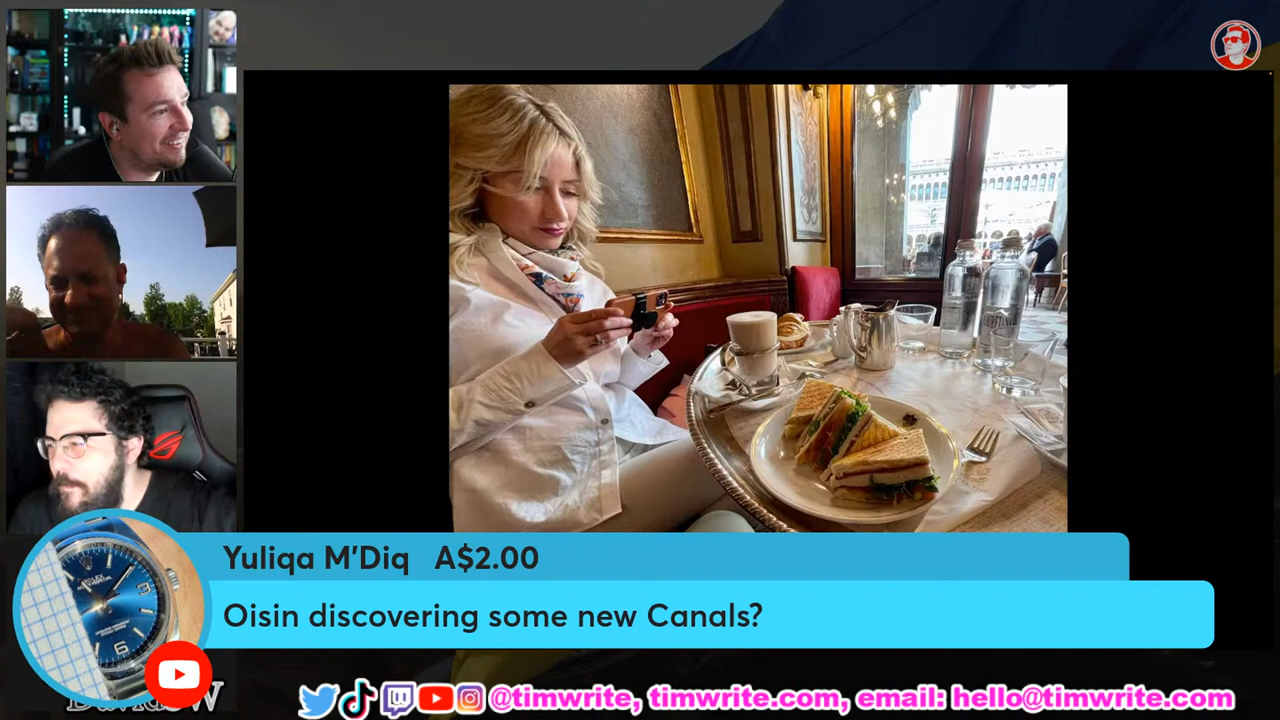 Yuliqa M'Diq A$2.00
Oisin discovering some new Canals?
@timwrite, timwrite.com, email: hello@timwrite.com